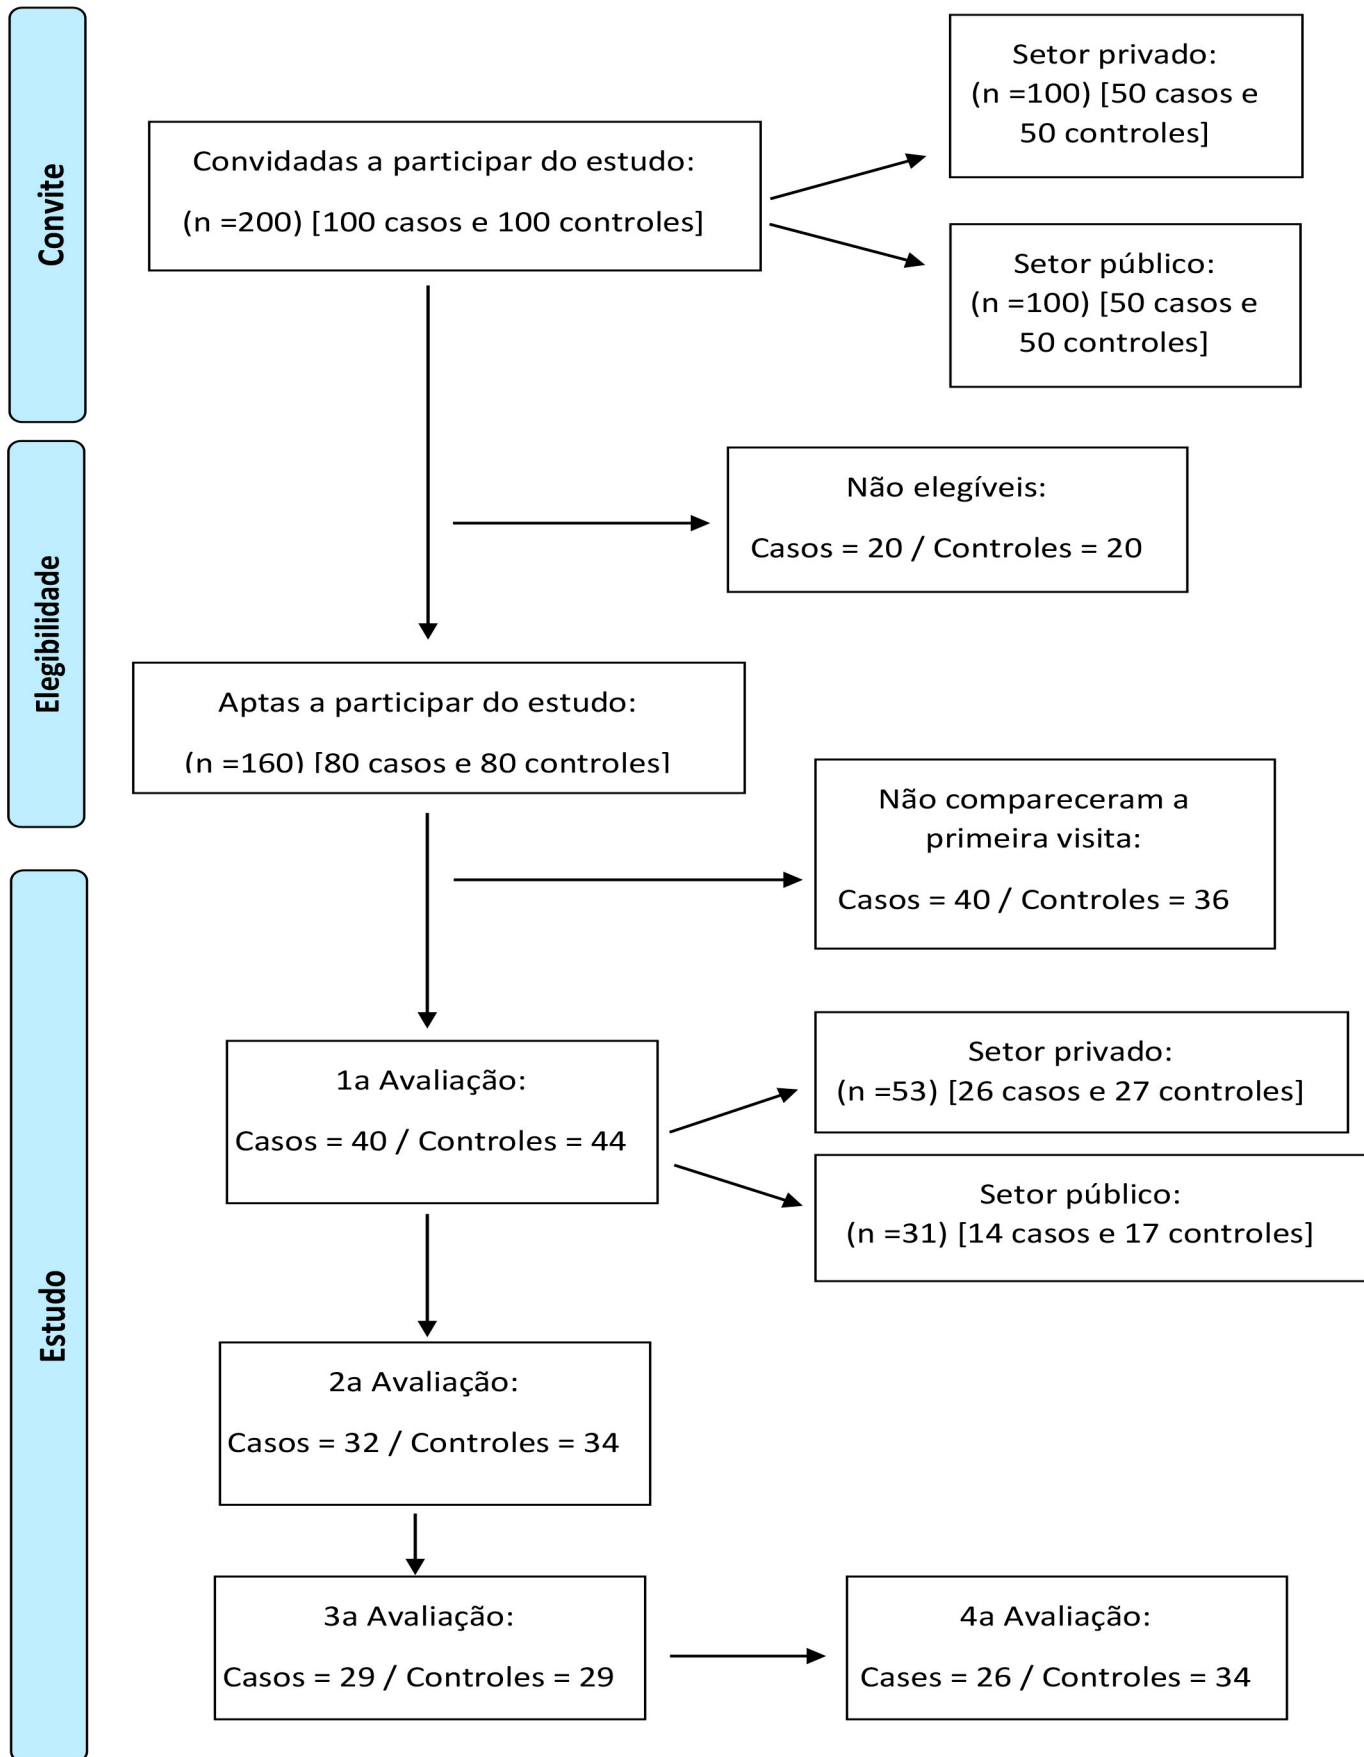 Convite
Convidadas a participar do estudo:
(n =200) [100 casos e 100 controles]
Setor privado:
(n =100) [50 casos e
50 controles]
Setor público:
(n =100) [50 casos e
50 controles]
Elegibilidade
Não elegíveis:
Casos = 20 / Controles = 20
Aptas a participar do estudo:
(n =160) [80 casos e 80 controles]
Não compareceram a
primeira visita:
Casos = 40 / Controles = 36
Estudo
1a Avaliação:
Casos = 40 / Controles = 44
Setor privado:
(n =53) [26 casos e 27 controles]
Setor público:
(n =31) [14 casos e 17 controles]
2a Avaliação:
Casos = 32 / Controles = 34
3a Avaliação:
Casos = 29 / Controles = 29
4a Avaliação:
Cases = 26 / Controles = 34